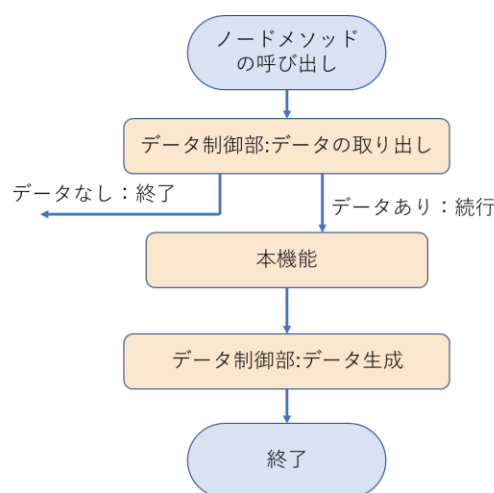 ノードメソッド
の呼び出し
データ制御部:データの取り出し
データなし：終了
データあり：続行
本機能
データ制御部:データ生成
終了